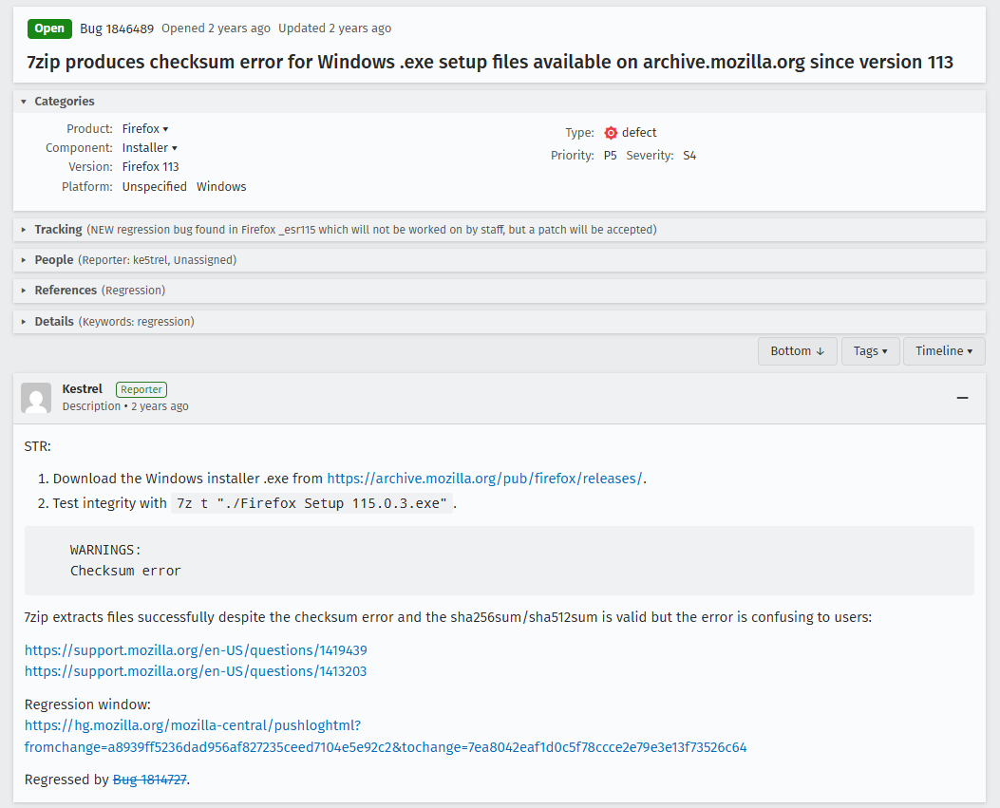 Open Bug 1846489 Opened 2 years ago Updated 2 years ago
7zip produces checksum error for Windows .exe setup files available on archive.mozilla.org since version 113
▾ Categories
Product: Firefox ▾
Component: Installer ▾
Version: Firefox 113
Platform: Unspecified Windows
Type: defect
Priority: P5 Severity: S4
▸ Tracking (NEW regression bug found in Firefox _esr115 which will not be worked on by staff, but a patch will be accepted)
▸ People (Reporter: ke5trel, Unassigned)
▸ References (Regression)
▸ Details (Keywords: regression)
Bottom ↓ Tags ▾ Timeline ▾
Kestrel Reporter
Description • 2 years ago
STR:
1. Download the Windows installer .exe from https://archive.mozilla.org/pub/firefox/releases/.
2. Test integrity with 7z t "./Firefox Setup 115.0.3.exe".
WARNINGS:
Checksum error
7zip extracts files successfully despite the checksum error and the sha256sum/sha512sum is valid but the error is confusing to users:
https://support.mozilla.org/en-US/questions/1419439
https://support.mozilla.org/en-US/questions/1413203
Regression window:
https://hg.mozilla.org/mozilla-central/pushloghtml?
fromchange=a8939ff5236dad956af827235ceed7104e5e92c2&tochange=7ea8042eaf1d0c5f78ccce2e79e3e13f73526c64
Regressed by Bug 1814727.